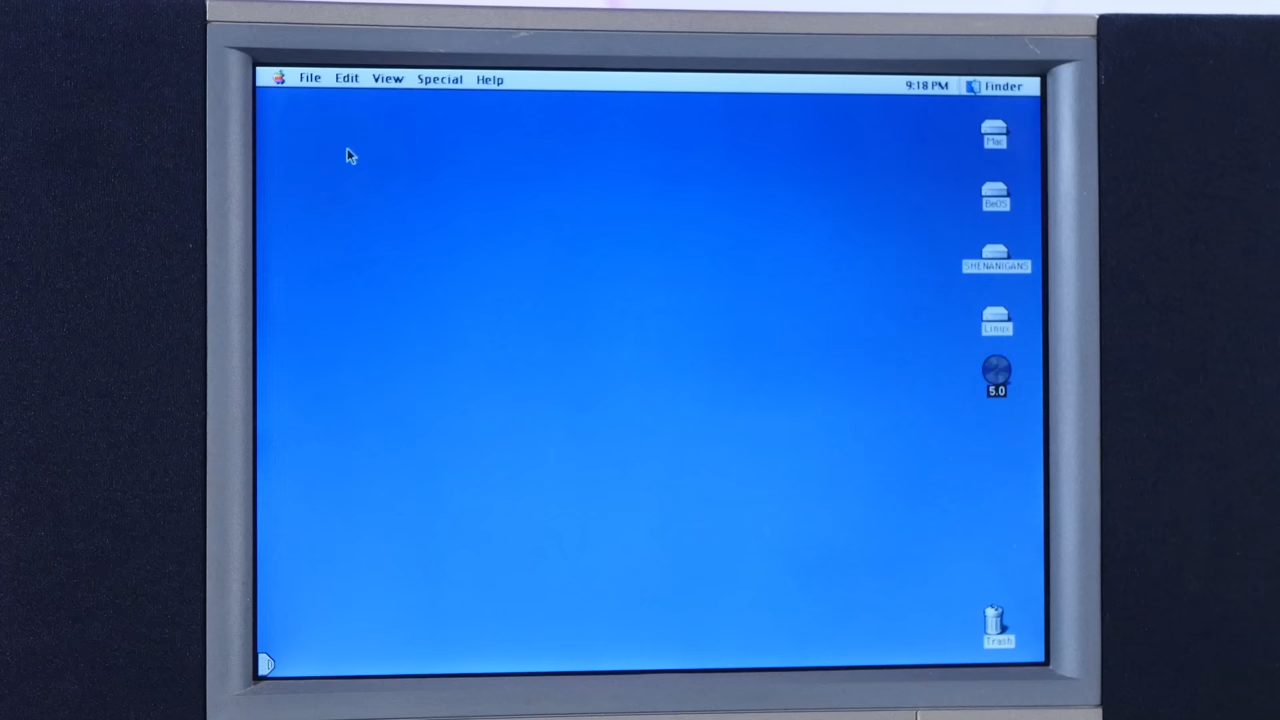 File Edit View Special Help 9:18 PM Finder
Mac
BeOS
SHENANIGANS
Linux
5.0
Trash